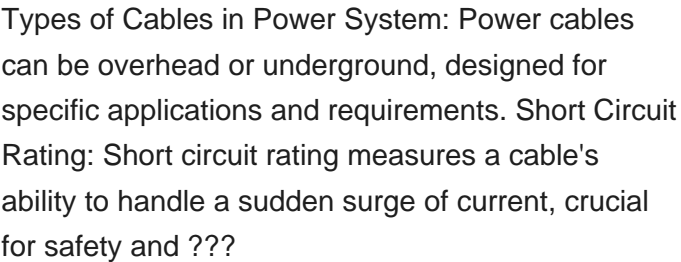 Types of Cables in Power System: Power cables
can be overhead or underground, designed for
specific applications and requirements. Short Circuit
Rating: Short circuit rating measures a cable's
ability to handle a sudden surge of current, crucial
for safety and ???